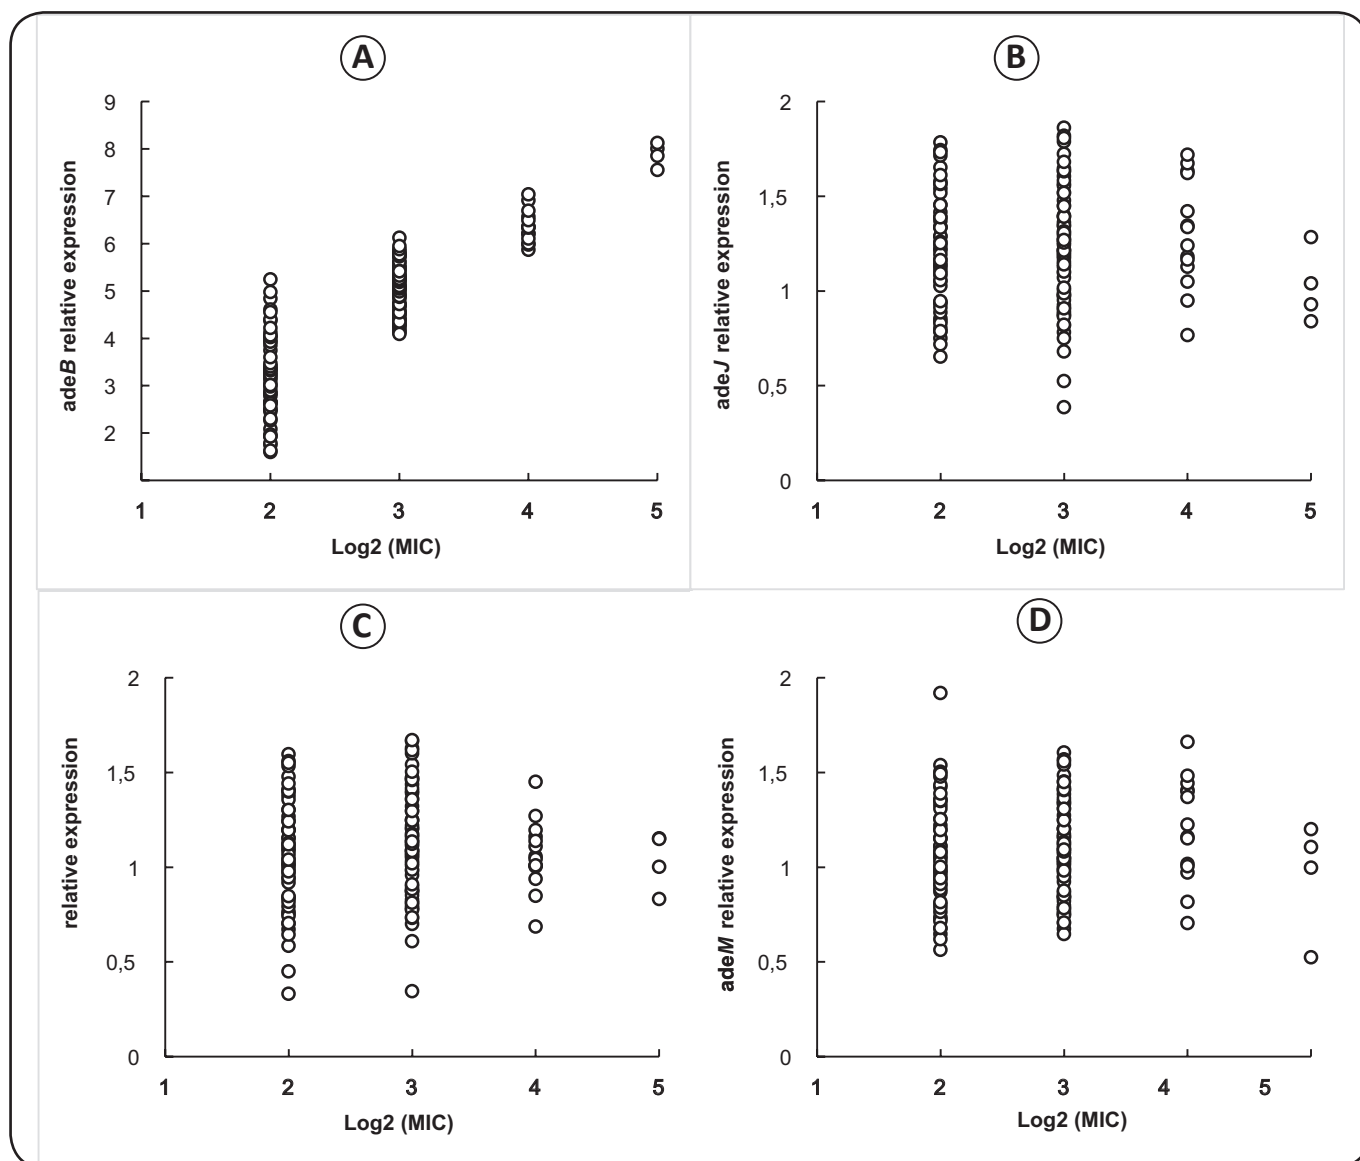 A
adeB relative expression
9
8
7
6
5
4
3
2
1 2 3 4 5
Log2 (MIC)
B
adeJ relative expression
2
1,5
1
0,5
0
1 2 3 4 5
Log2 (MIC)
C
relative expression
2
1,5
1
0,5
0
1 2 3 4 5
Log2 (MIC)
D
adeM relative expression
2
1,5
1
0,5
0
1 2 3 4 5
Log2 (MIC)